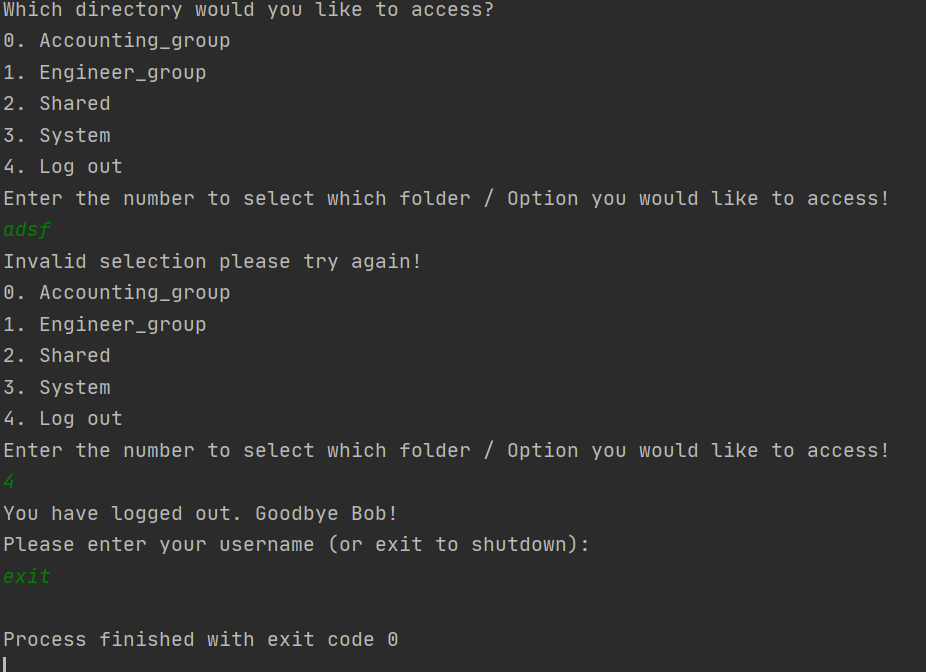 Which directory would you like to access?
0. Accounting_group
1. Engineer_group
2. Shared
3. System
4. Log out
Enter the number to select which folder / Option you would like to access!
adsf
Invalid selection please try again!
0. Accounting_group
1. Engineer_group
2. Shared
3. System
4. Log out
Enter the number to select which folder / Option you would like to access!
4
You have logged out. Goodbye Bob!
Please enter your username (or exit to shutdown):
exit
Process finished with exit code 0